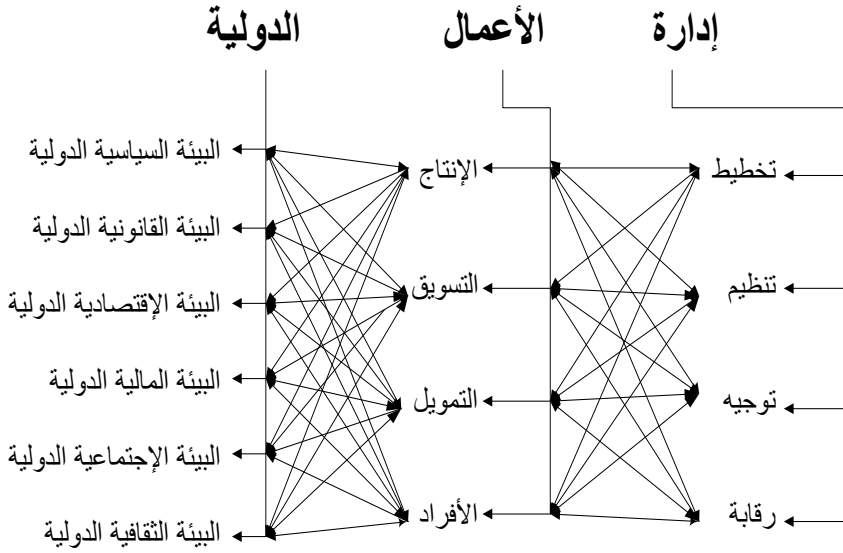 إدارة الأعمال الدولية
تخطيط
تنظيم
توجيه
رقابة
الإنتاج
التسويق
التمويل
الأفراد
البيئة السياسية الدولية
البيئة القانونية الدولية
البيئة الإقتصادية الدولية
البيئة المالية الدولية
البيئة الإجتماعية الدولية
البيئة الثقافية الدولية